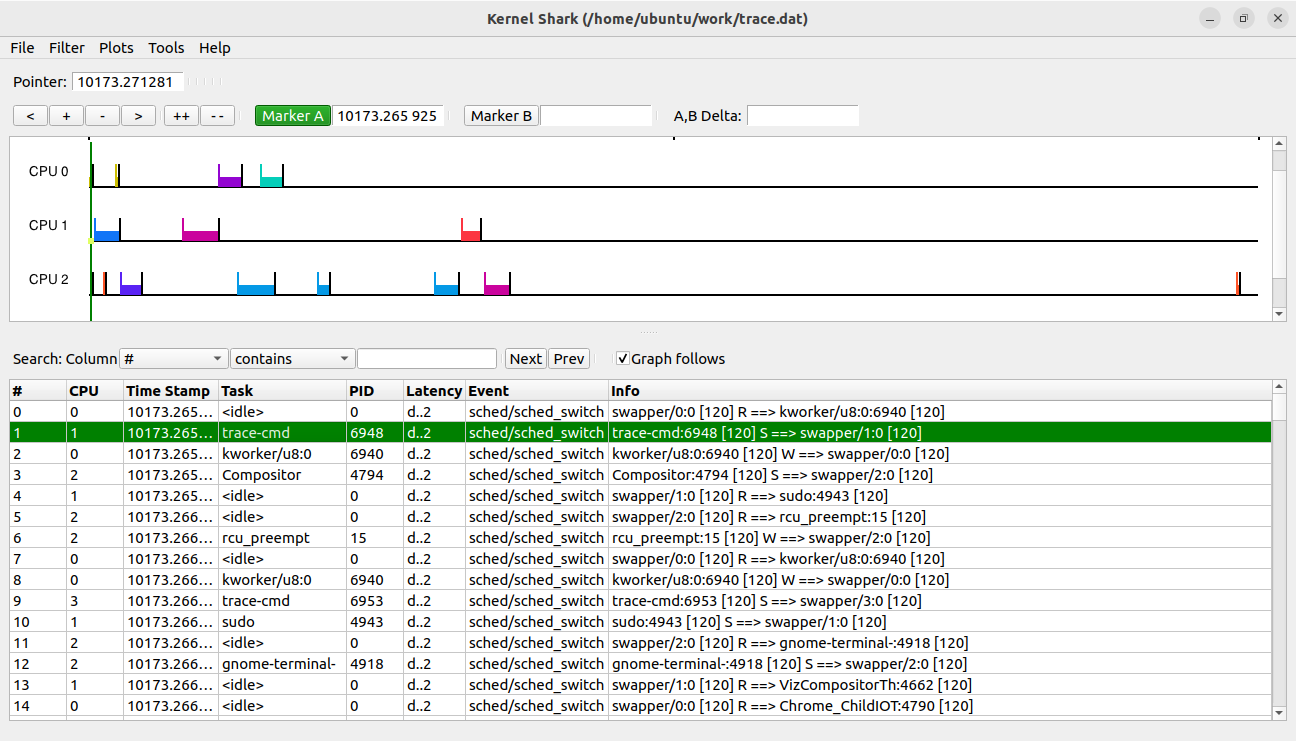 Kernel Shark (/home/ubuntu/work/trace.dat)
File Filter Plots Tools Help
Pointer: 10173.271281
< + - > ++ -- Marker A 10173.265 925 Marker B A,B Delta:
CPU 0
CPU 1
CPU 2
Search: Column # contains Next Prev Graph follows
# CPU Time Stamp Task PID Latency Event Info
0 0 10173.265… <idle> 0 d..2 sched/sched_switch swapper/0:0 [120] R ==> kworker/u8:0:6940 [120]
1 1 10173.265… trace-cmd 6948 d..2 sched/sched_switch trace-cmd:6948 [120] S ==> swapper/1:0 [120]
2 0 10173.265… kworker/u8:0 6940 d..2 sched/sched_switch kworker/u8:0:6940 [120] W ==> swapper/0:0 [120]
3 2 10173.265… Compositor 4794 d..2 sched/sched_switch Compositor:4794 [120] S ==> swapper/2:0 [120]
4 1 10173.265… <idle> 0 d..2 sched/sched_switch swapper/1:0 [120] R ==> sudo:4943 [120]
5 2 10173.266… <idle> 0 d..2 sched/sched_switch swapper/2:0 [120] R ==> rcu_preempt:15 [120]
6 2 10173.266… rcu_preempt 15 d..2 sched/sched_switch rcu_preempt:15 [120] W ==> swapper/2:0 [120]
7 0 10173.266… <idle> 0 d..2 sched/sched_switch swapper/0:0 [120] R ==> kworker/u8:0:6940 [120]
8 0 10173.266… kworker/u8:0 6940 d..2 sched/sched_switch kworker/u8:0:6940 [120] W ==> swapper/0:0 [120]
9 3 10173.266… trace-cmd 6953 d..2 sched/sched_switch trace-cmd:6953 [120] S ==> swapper/3:0 [120]
10 1 10173.266… sudo 4943 d..2 sched/sched_switch sudo:4943 [120] S ==> swapper/1:0 [120]
11 2 10173.266… <idle> 0 d..2 sched/sched_switch swapper/2:0 [120] R ==> gnome-terminal-:4918 [120]
12 2 10173.266… gnome-terminal- 4918 d..2 sched/sched_switch gnome-terminal-:4918 [120] S ==> swapper/2:0 [120]
13 1 10173.266… <idle> 0 d..2 sched/sched_switch swapper/1:0 [120] R ==> VizCompositorTh:4662 [120]
14 0 10173.266… <idle> 0 d..2 sched/sched_switch swapper/0:0 [120] R ==> Chrome_ChildIOT:4790 [120]